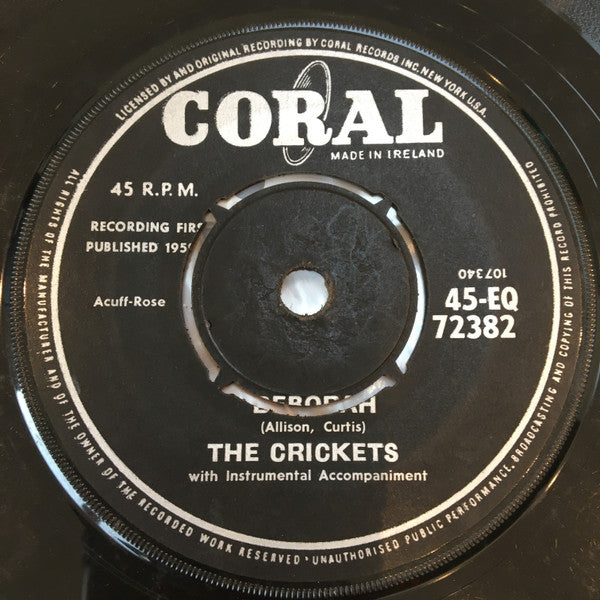 LICENSED BY AND ORIGINAL RECORDING BY CORAL RECORDS INC. NEW YORK U.S.A.
CORAL
MADE IN IRELAND
45 R.P.M.
RECORDING FIRS
PUBLISHED 195
Acuff-Rose
107340
45-EQ
72382
DEBORAH
(Allison, Curtis)
THE CRICKETS
with Instrumental Accompaniment
ALL RIGHTS OF THE MANUFACTURER AND OF THE OWNER OF THE RECORDED WORK RESERVED · UNAUTHORISED PUBLIC PERFORMANCE, BROADCASTING AND COPYING OF THIS RECORD PROHIBITED